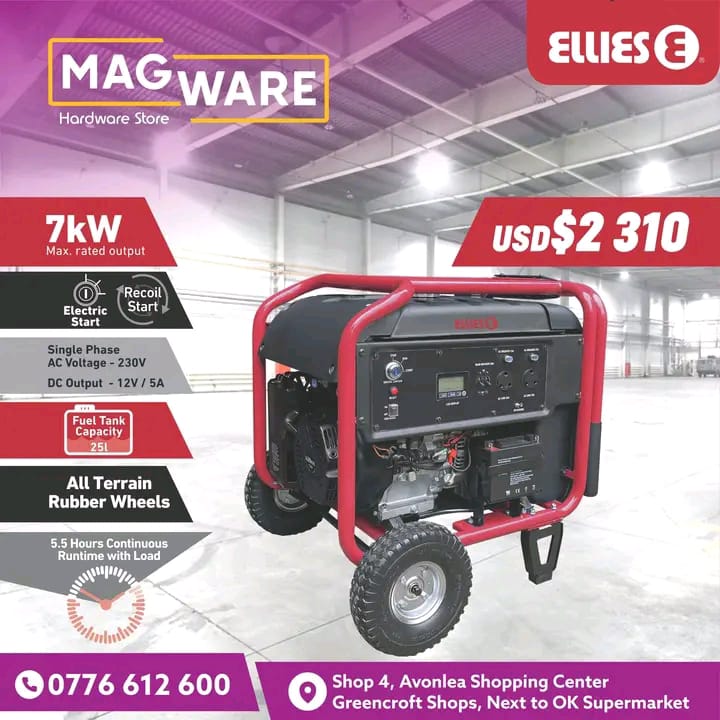 MAG
WARE
Hardware Store
ELLIES
7kW
Max. rated output
USD$2 310
Electric
Start
Recoil
Start
Single Phase
AC Voltage - 230V
DC Output - 12V / 5A
Fuel Tank
Capacity
25l
All Terrain
Rubber Wheels
5.5 Hours Continuous
Runtime with Load
ELLIES
0776 612 600
Shop 4, Avonlea Shopping Center
Greencroft Shops, Next to OK Supermarket